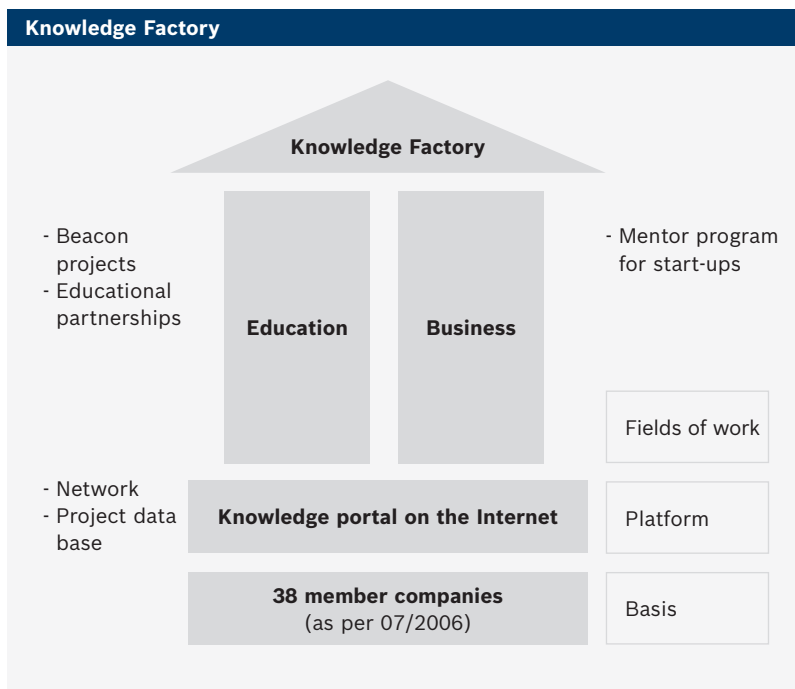 Knowledge Factory
Knowledge Factory
- Beacon
projects
- Educational
partnerships
Education
Business
- Mentor program
for start-ups
Fields of work
- Network
- Project data
base
Knowledge portal on the Internet
Platform
38 member companies
(as per 07/2006)
Basis